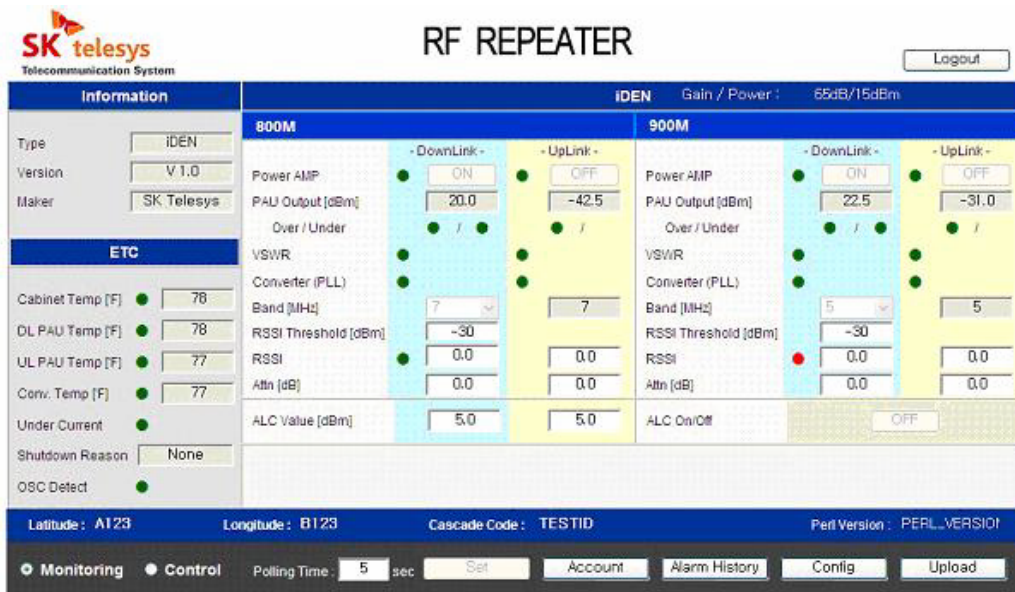 SK telesys
Telecommunication System
RF REPEATER
Logout
Information
iDEN Gain / Power : 65dB/15dBm
Type iDEN
Version V 1.0
Maker SK Telesys
ETC
Cabinet Temp [˚F] 78
DL PAU Temp [˚F] 78
UL PAU Temp [˚F] 77
Conv. Temp [˚F] 77
Under Current
Shutdown Reason None
OSC Detect
800M
- DownLink - - UpLink -
Power AMP ON OFF
PAU Output [dBm] 20.0 -42.5
Over / Under / /
VSWR
Converter (PLL)
Band [MHz] 7 7
RSSI Threshold [dBm] -30
RSSI 0.0 0.0
Attn [dB] 0.0 0.0
ALC Value [dBm] 5.0 5.0
900M
- DownLink - - UpLink -
Power AMP ON OFF
PAU Output [dBm] 22.5 -31.0
Over / Under / /
VSWR
Converter (PLL)
Band [MHz] 5 5
RSSI Threshold [dBm] -30
RSSI 0.0 0.0
Attn [dB] 0.0 0.0
ALC On/Off OFF
Latitude : A123 Longitude : B123 Cascade Code : TESTID Perl Version : PERL_VERSION
Monitoring Control Polling Time : 5 sec Set Account Alarm History Config Upload